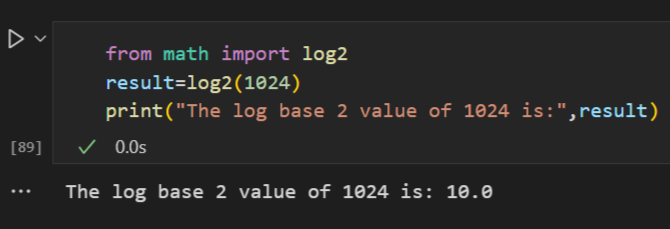 from math import log2
result=log2(1024)
print("The log base 2 value of 1024 is:",result)
[89] 0.0s
The log base 2 value of 1024 is: 10.0